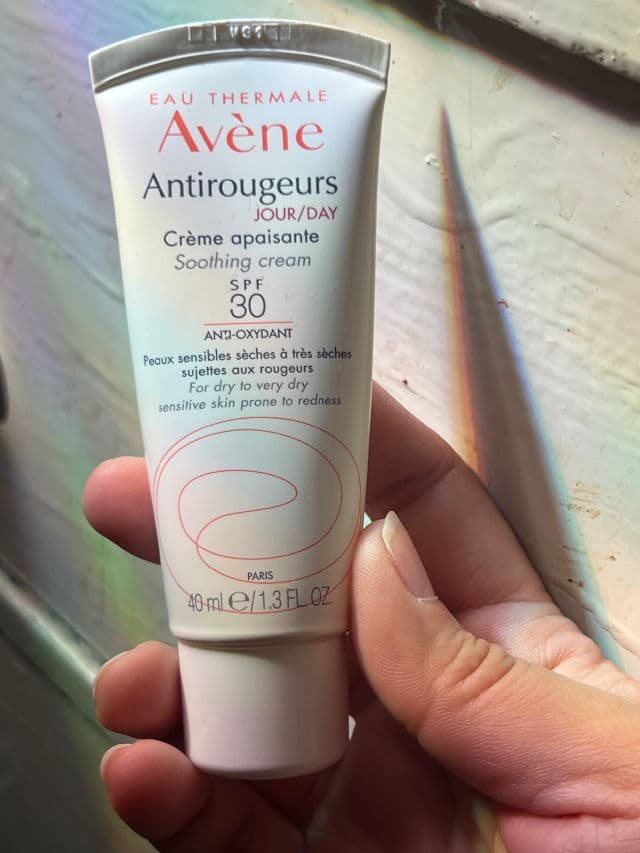 EAU THERMALE
Avène
Antirougeurs
JOUR/DAY
Crème apaisante
Soothing cream
SPF
30
ANTI-OXYDANT
Peaux sensibles sèches à très sèches
sujettes aux rougeurs
For dry to very dry
sensitive skin prone to redness
PARIS
40 ml e/1.3 FL.OZ.